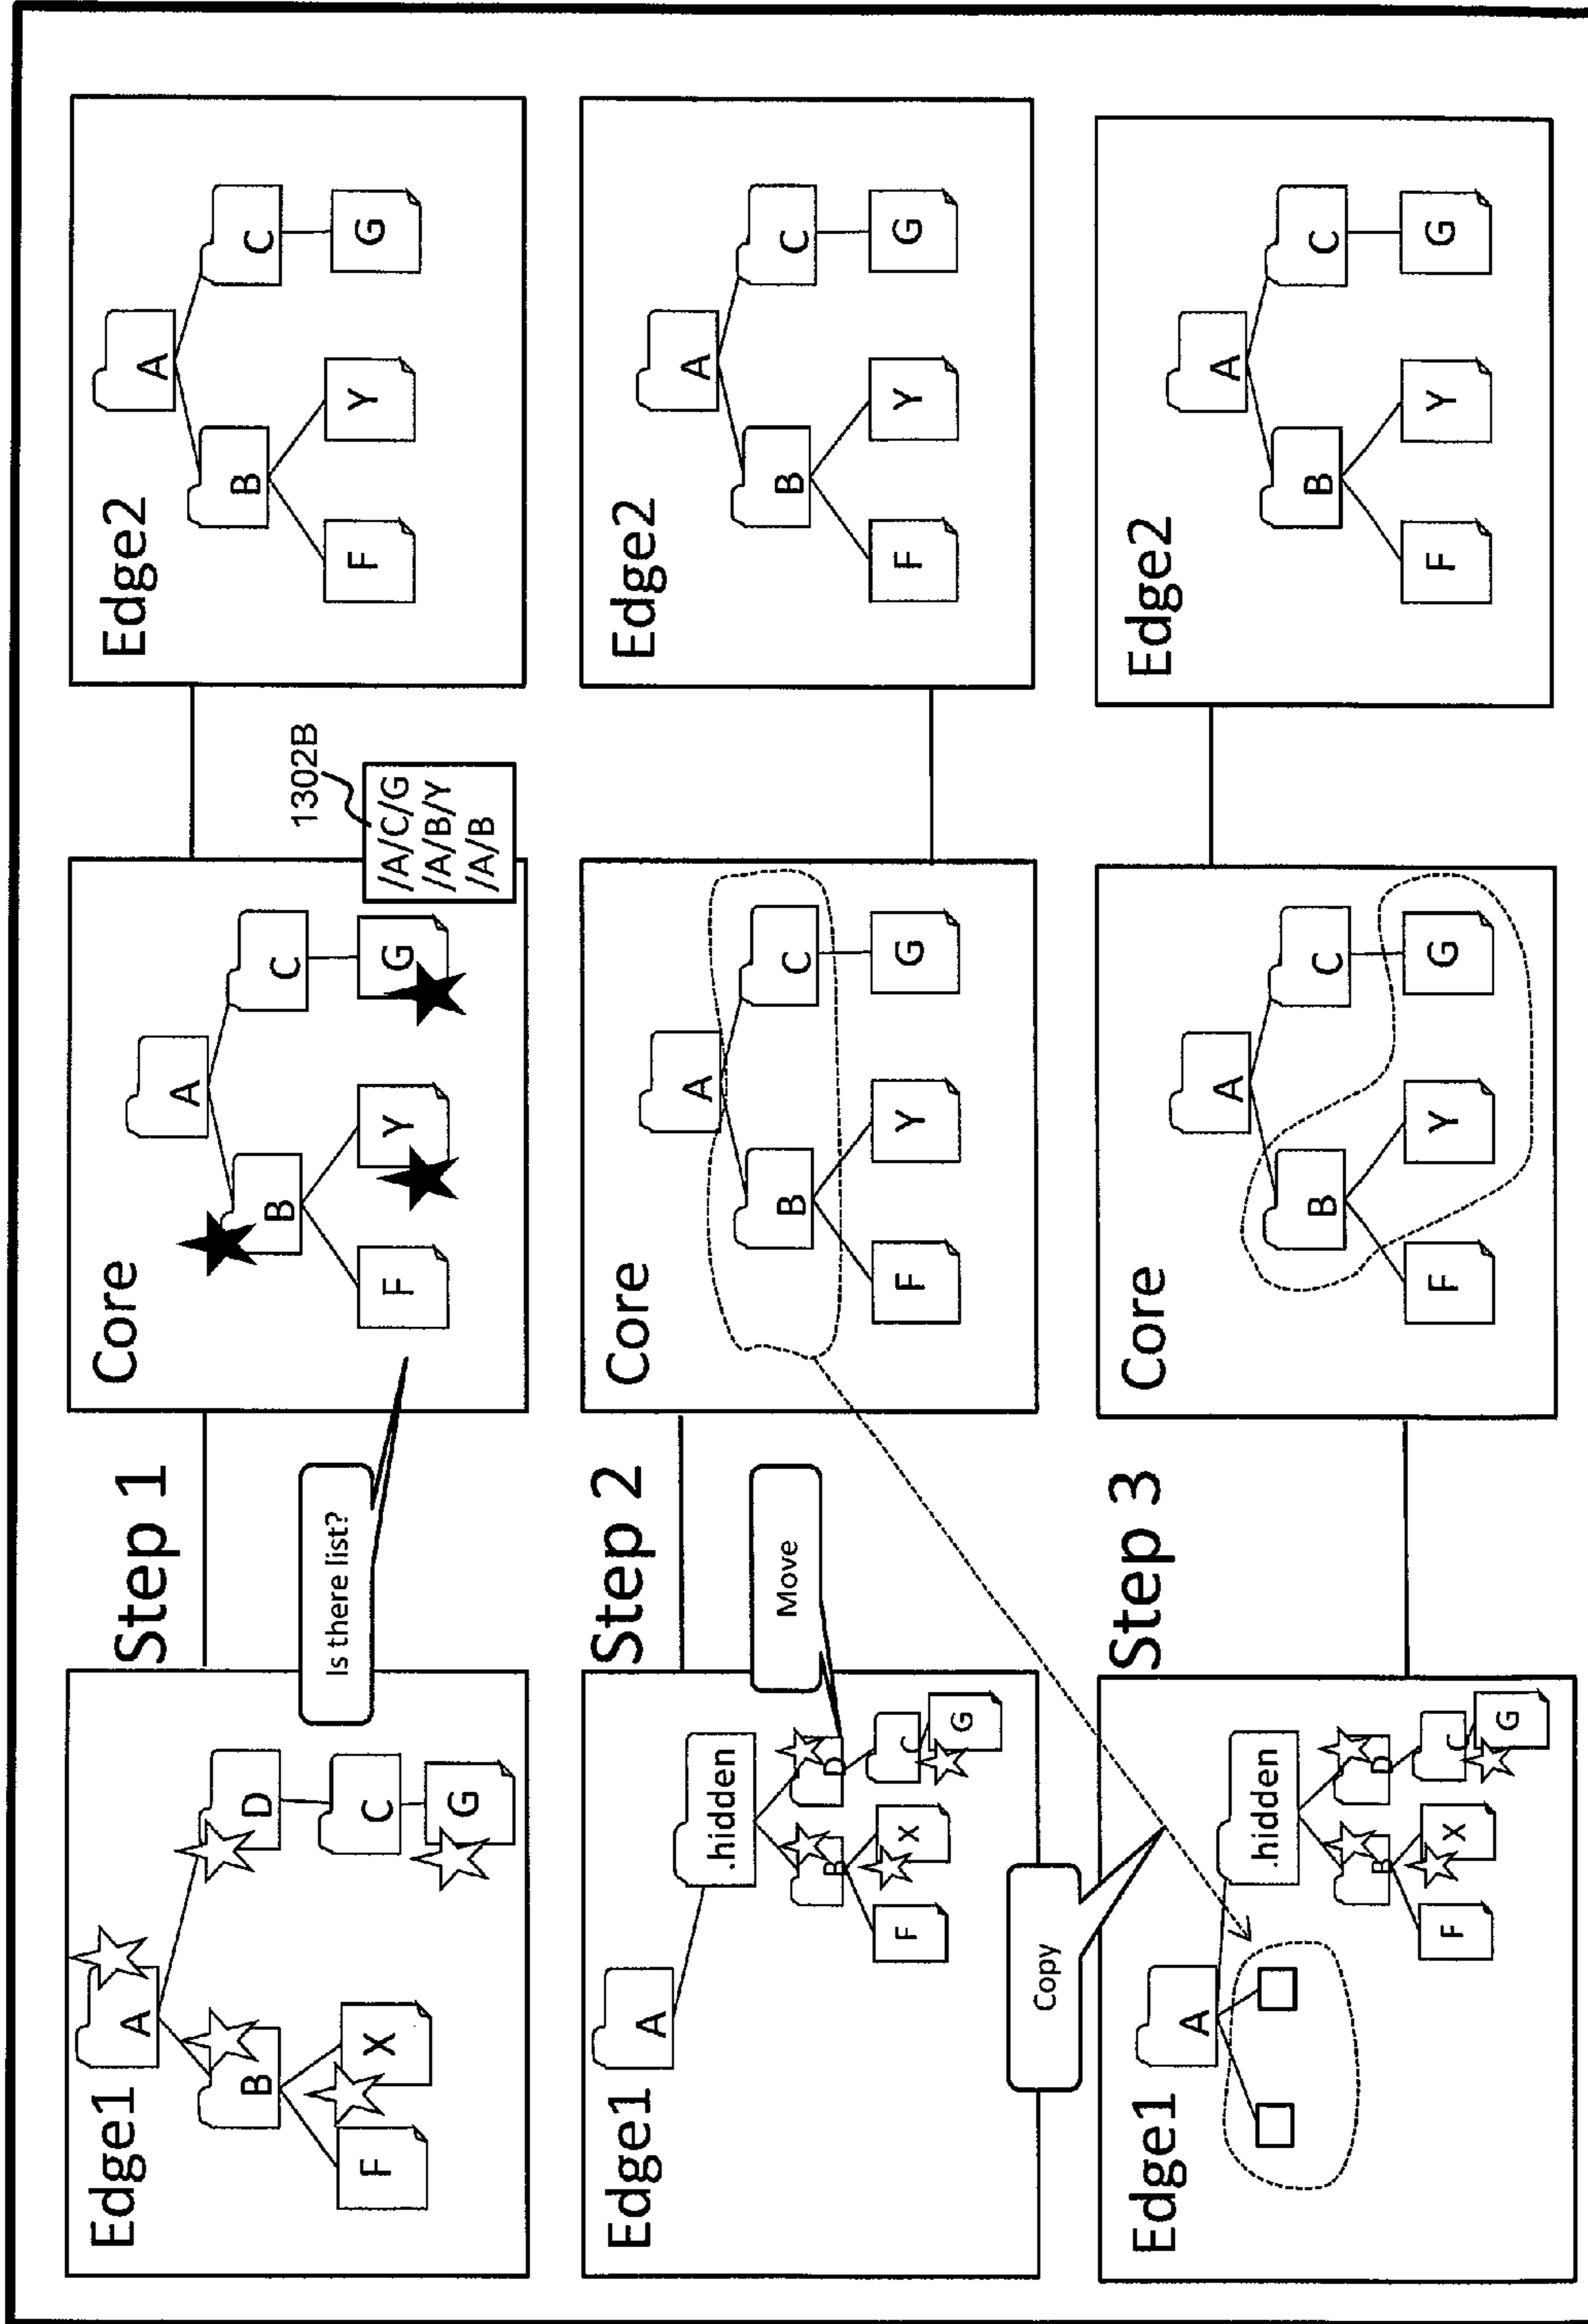 Step 1
Edge1
A
B
D
F
X
C
G
Is there list?
Core
A
B
C
F
Y
G
1302B
/A/C/G
/A/B/Y
/A/B
Edge2
A
B
C
F
Y
G
Step 2
Edge1
A
.hidden
B
D
F
X
C
G
Move
Core
A
B
C
F
Y
G
Edge2
A
B
C
F
Y
G
Copy
Step 3
Edge1
A
.hidden
B
D
F
X
C
G
Core
A
B
C
F
Y
G
Edge2
A
B
C
F
Y
G